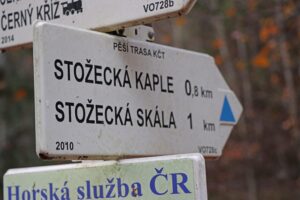 ČERNÝ KŘÍŽ
2014
VO728b
PĚŠÍ TRASA KČT
STOŽECKÁ KAPLE 0,8 km
STOŽECKÁ SKÁLA 1 km
2010
VO728c
Horská služba ČR